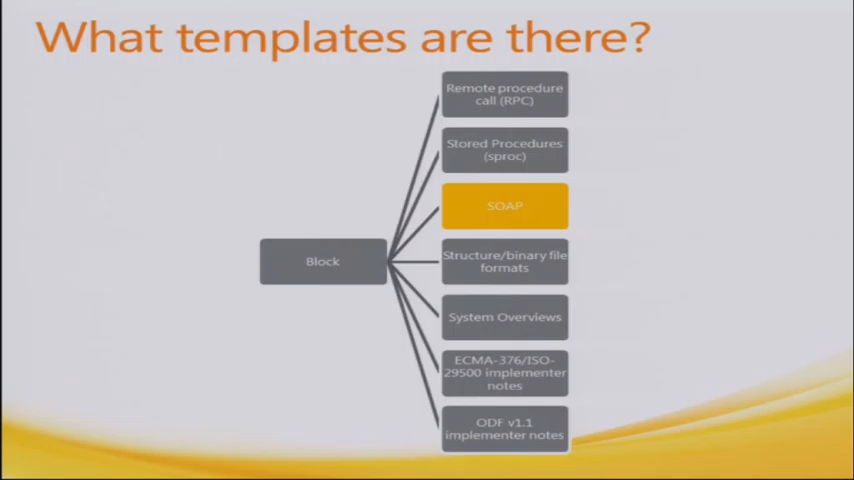 What templates are there?
Remote procedure
call (RPC)
Stored Procedures
(sproc)
SOAP
Block
Structure/binary file
formats
System Overviews
ECMA-376/ISO-
29500 implementer
notes
ODF v1.1
implementer notes